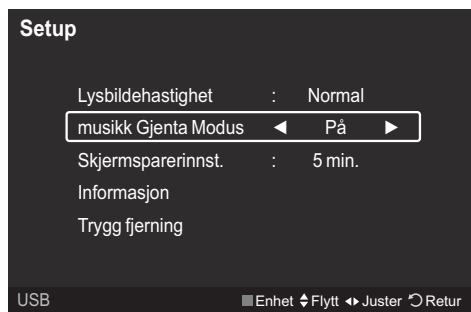 Setup
Lysbildehastighet : Normal
musikk Gjenta Modus ◀ På ▶
Skjermsparerinnst. : 5 min.
Informasjon
Trygg fjerning
USB Enhet Flytt Juster Retur